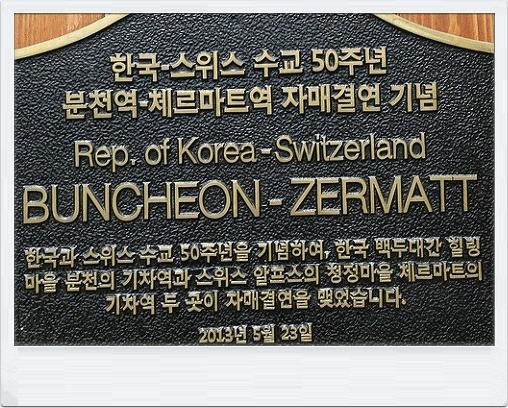 한국-스위스 수교 50주년
분천역-체르마트역 자매결연 기념
Rep. of Korea-Switzerland
BUNCHEON-ZERMATT
한국과 스위스 수교 50주년을 기념하여, 한국 백두대간 힐링
마을 분천의 기차역과 스위스 알프스의 청정마을 체르마트의
기차역 두 곳이 자매결연을 맺었습니다.
2013년 5월 23일